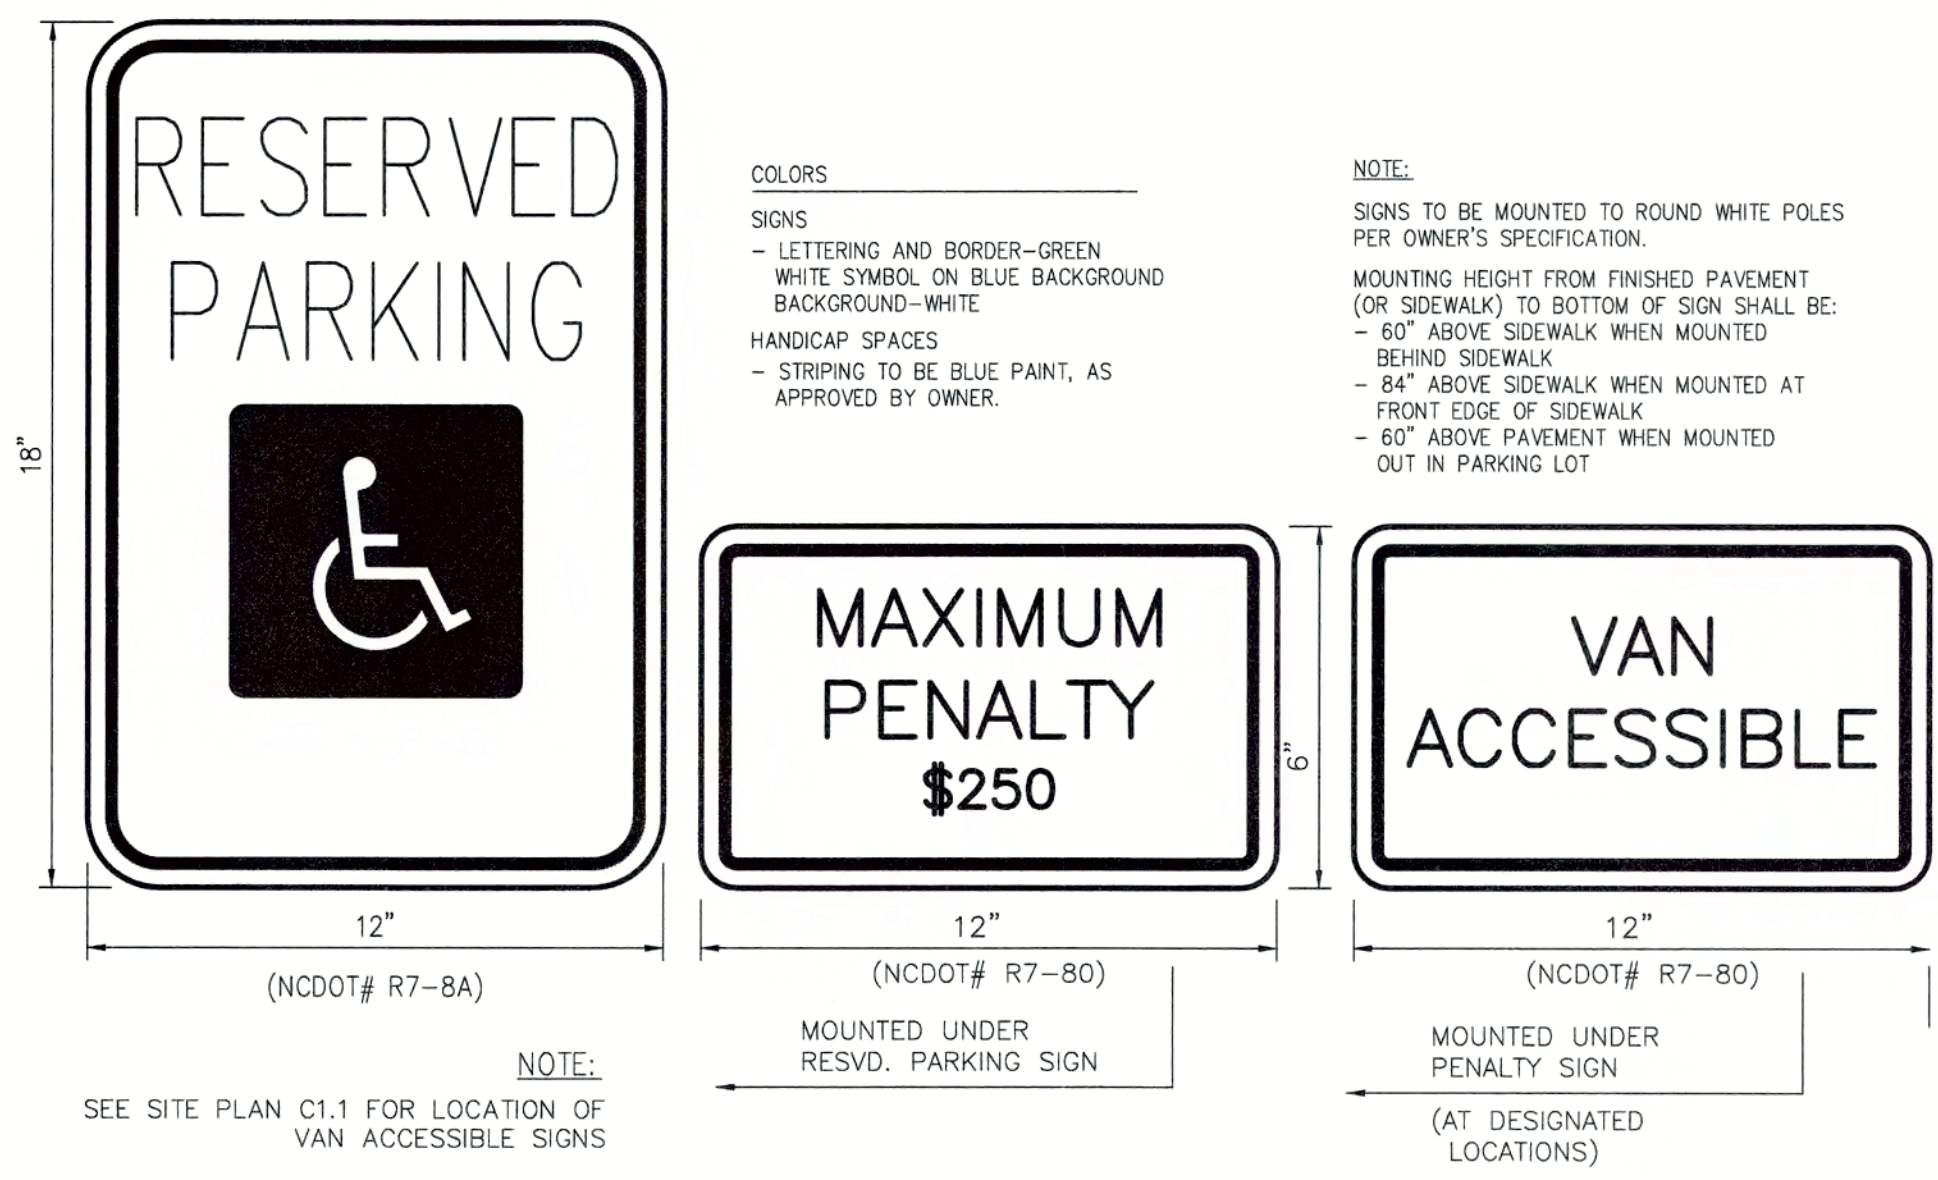 18"
RESERVED
PARKING
12"
(NCDOT# R7-8A)
NOTE:
SEE SITE PLAN C1.1 FOR LOCATION OF
VAN ACCESSIBLE SIGNS
COLORS
SIGNS
- LETTERING AND BORDER-GREEN
WHITE SYMBOL ON BLUE BACKGROUND
BACKGROUND-WHITE
HANDICAP SPACES
- STRIPING TO BE BLUE PAINT, AS
APPROVED BY OWNER.
MAXIMUM
PENALTY
$250
6"
12"
(NCDOT# R7-80)
MOUNTED UNDER
RESVD. PARKING SIGN
NOTE:
SIGNS TO BE MOUNTED TO ROUND WHITE POLES
PER OWNER'S SPECIFICATION.
MOUNTING HEIGHT FROM FINISHED PAVEMENT
(OR SIDEWALK) TO BOTTOM OF SIGN SHALL BE:
- 60" ABOVE SIDEWALK WHEN MOUNTED
BEHIND SIDEWALK
- 84" ABOVE SIDEWALK WHEN MOUNTED AT
FRONT EDGE OF SIDEWALK
- 60" ABOVE PAVEMENT WHEN MOUNTED
OUT IN PARKING LOT
VAN
ACCESSIBLE
12"
(NCDOT# R7-80)
MOUNTED UNDER
PENALTY SIGN
(AT DESIGNATED
LOCATIONS)